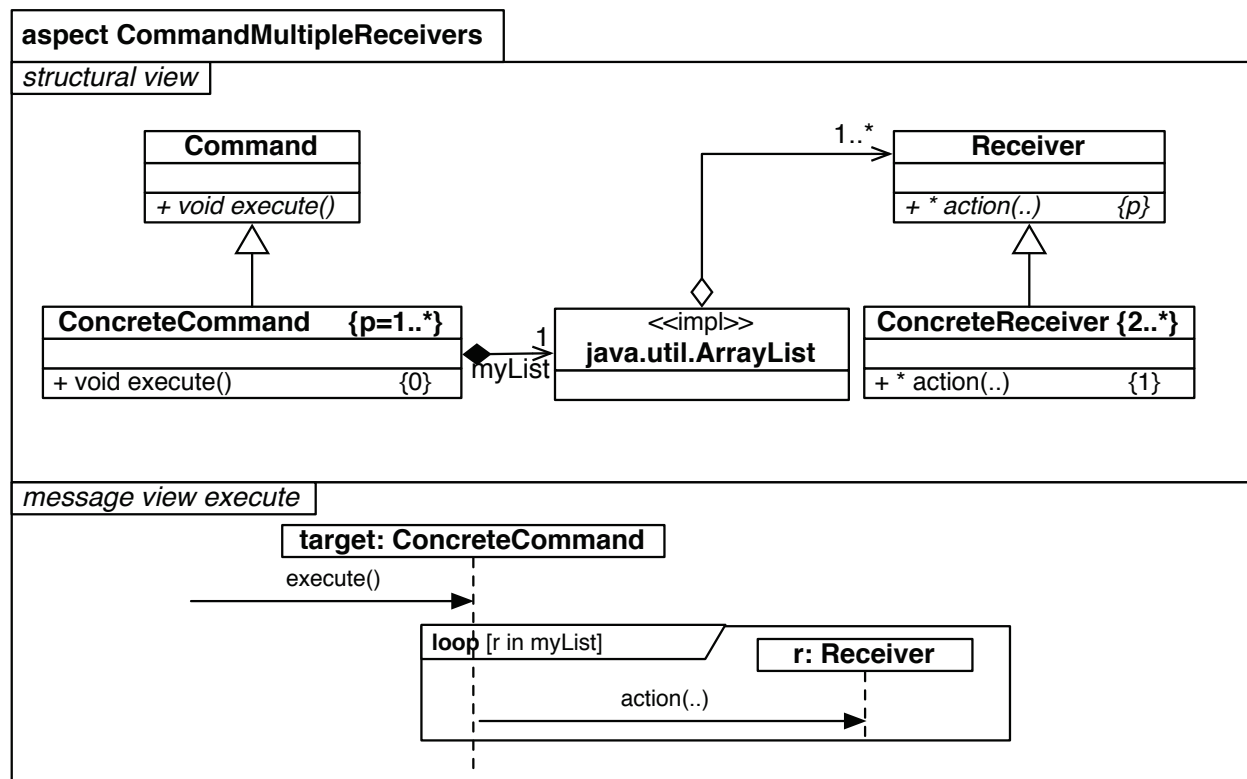 aspect CommandMultipleReceivers
structural view
Command
+ void execute()
1..*
Receiver
+ * action(..) {p}
ConcreteCommand {p=1..*}
+ void execute() {0}
1
myList
<<impl>>
java.util.ArrayList
ConcreteReceiver {2..*}
+ * action(..) {1}
message view execute
target: ConcreteCommand
execute()
loop [r in myList]
r: Receiver
action(..)